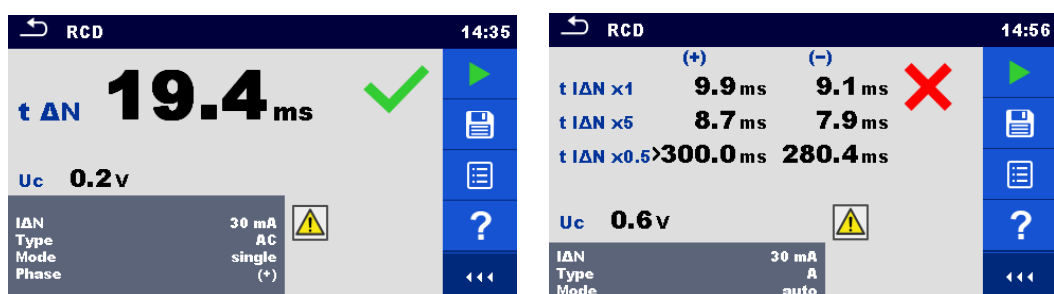 RCD 14:35
t ΔN 19.4 ms
Uc 0.2 v
IΔN 30 mA
Type AC
Mode single
Phase (+)
?
RCD 14:56
(+) (−)
t IΔN x1 9.9 ms 9.1 ms
t IΔN x5 8.7 ms 7.9 ms
t IΔN x0.5 >300.0 ms 280.4 ms
Uc 0.6 v
IΔN 30 mA
Type A
Mode auto
?